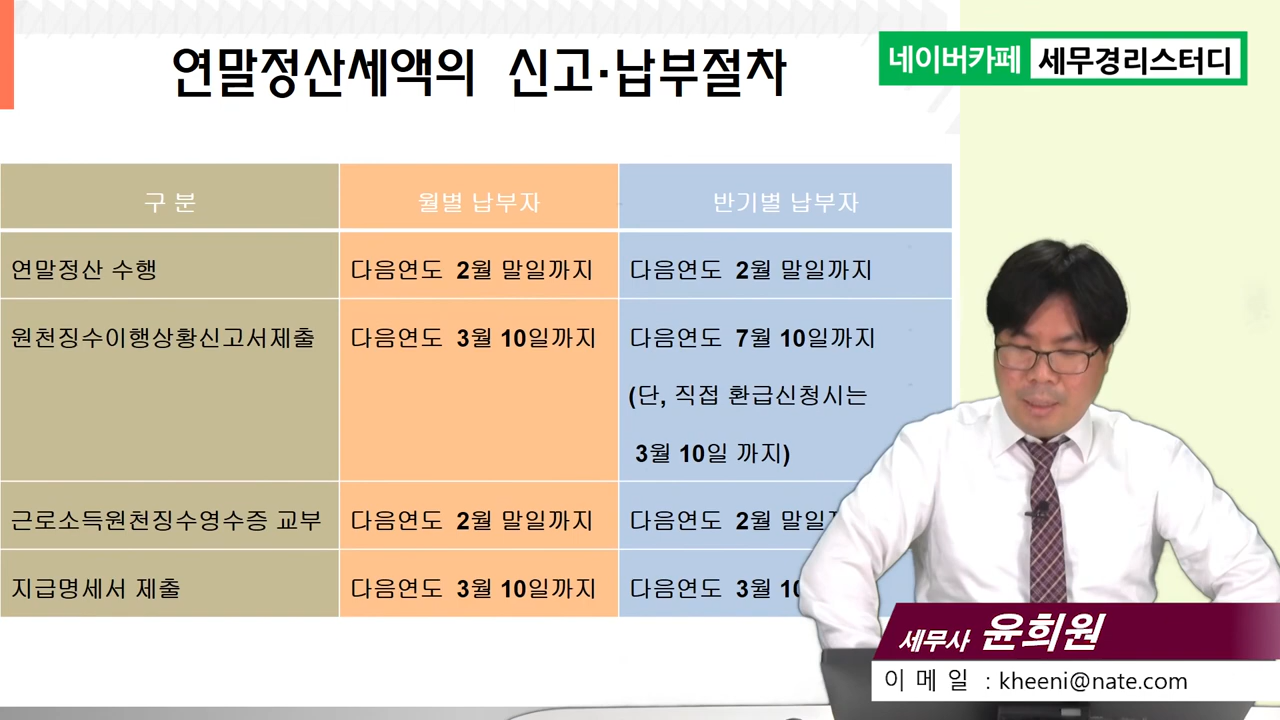 연말정산세액의 신고·납부절차
네이버카페 세무경리스터디
구 분 월별 납부자 반기별 납부자
연말정산 수행 다음연도 2월 말일까지 다음연도 2월 말일까지
원천징수이행상황신고서제출 다음연도 3월 10일까지 다음연도 7월 10일까지
(단, 직접 환급신청시는
3월 10일 까지)
근로소득원천징수영수증 교부 다음연도 2월 말일까지 다음연도 2월 말일
지급명세서 제출 다음연도 3월 10일까지 다음연도 3월 10
세무사 윤희원
이 메 일 : kheeni@nate.com